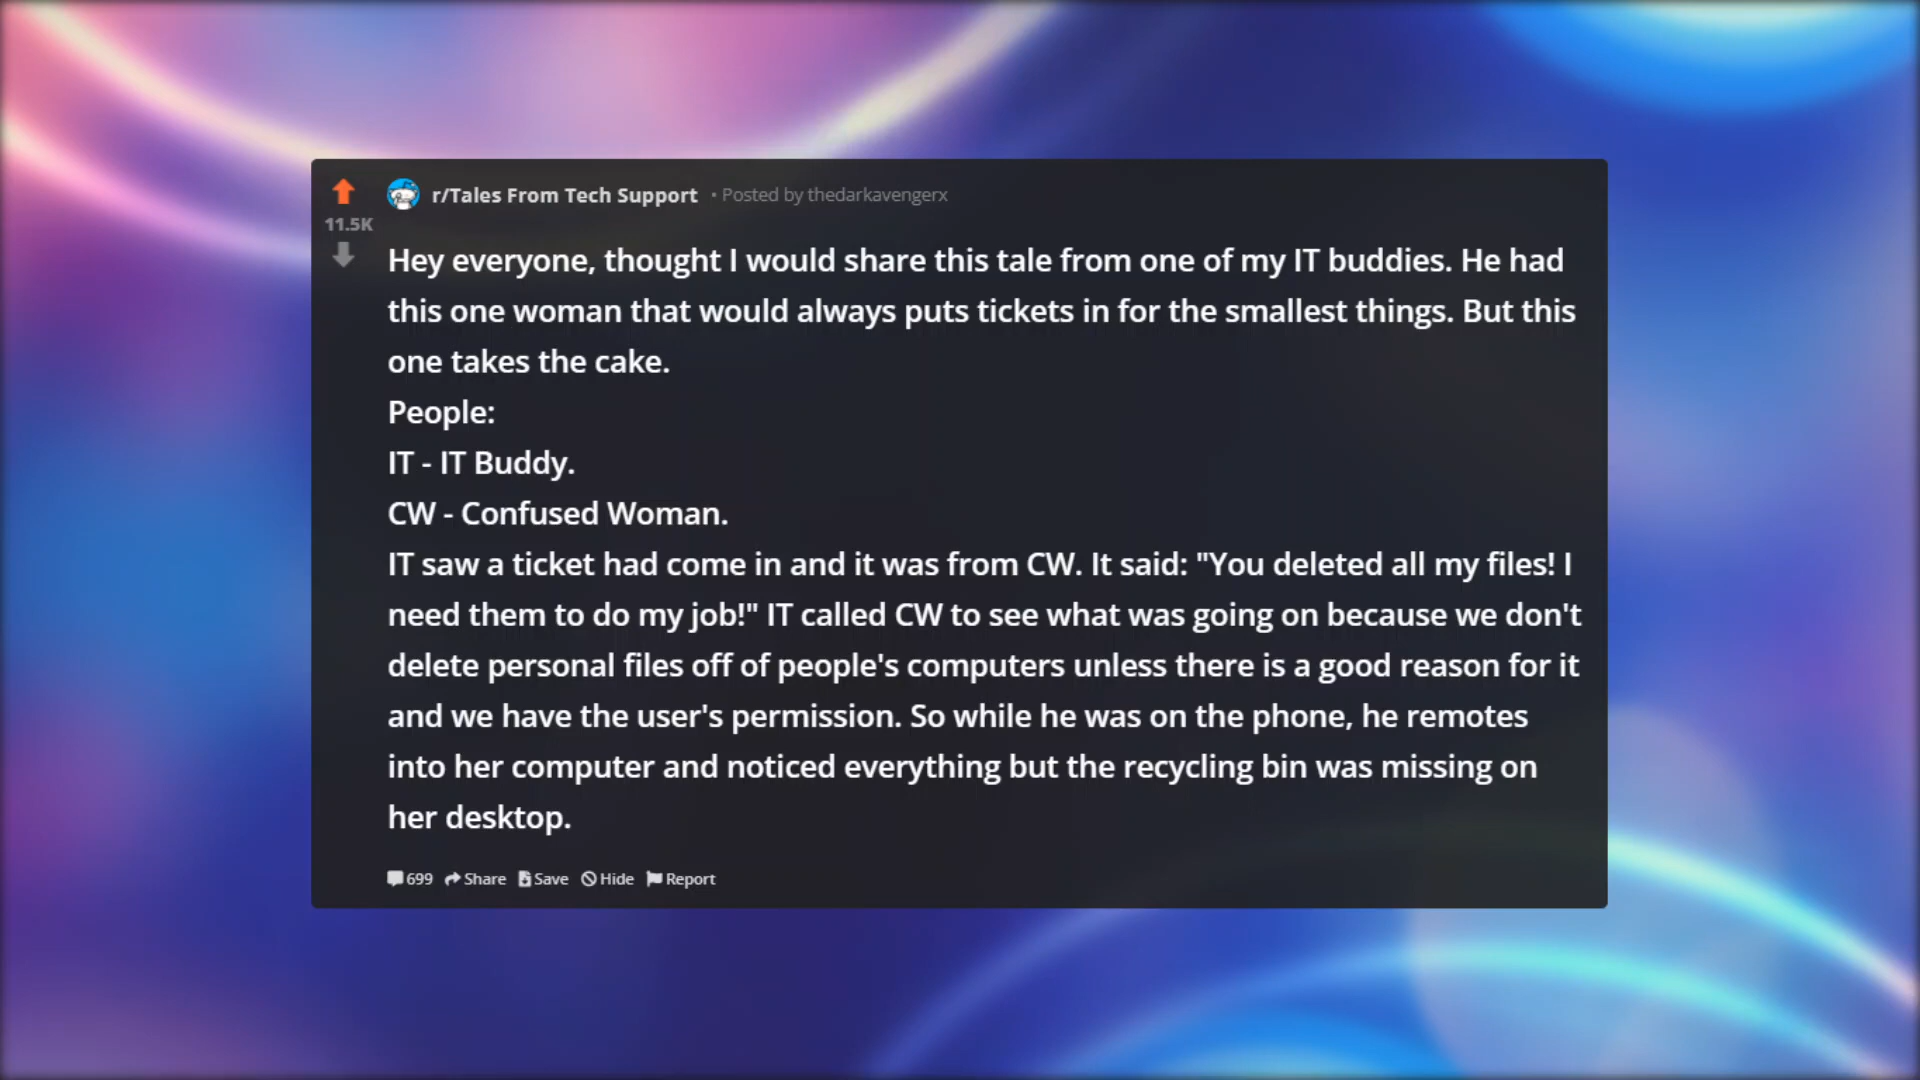 r/Tales From Tech Support • Posted by thedarkavengerx
11.5K
Hey everyone, thought I would share this tale from one of my IT buddies. He had
this one woman that would always puts tickets in for the smallest things. But this
one takes the cake.
People:
IT - IT Buddy.
CW - Confused Woman.
IT saw a ticket had come in and it was from CW. It said: "You deleted all my files! I
need them to do my job!" IT called CW to see what was going on because we don't
delete personal files off of people's computers unless there is a good reason for it
and we have the user's permission. So while he was on the phone, he remotes
into her computer and noticed everything but the recycling bin was missing on
her desktop.
699 Share Save Hide Report